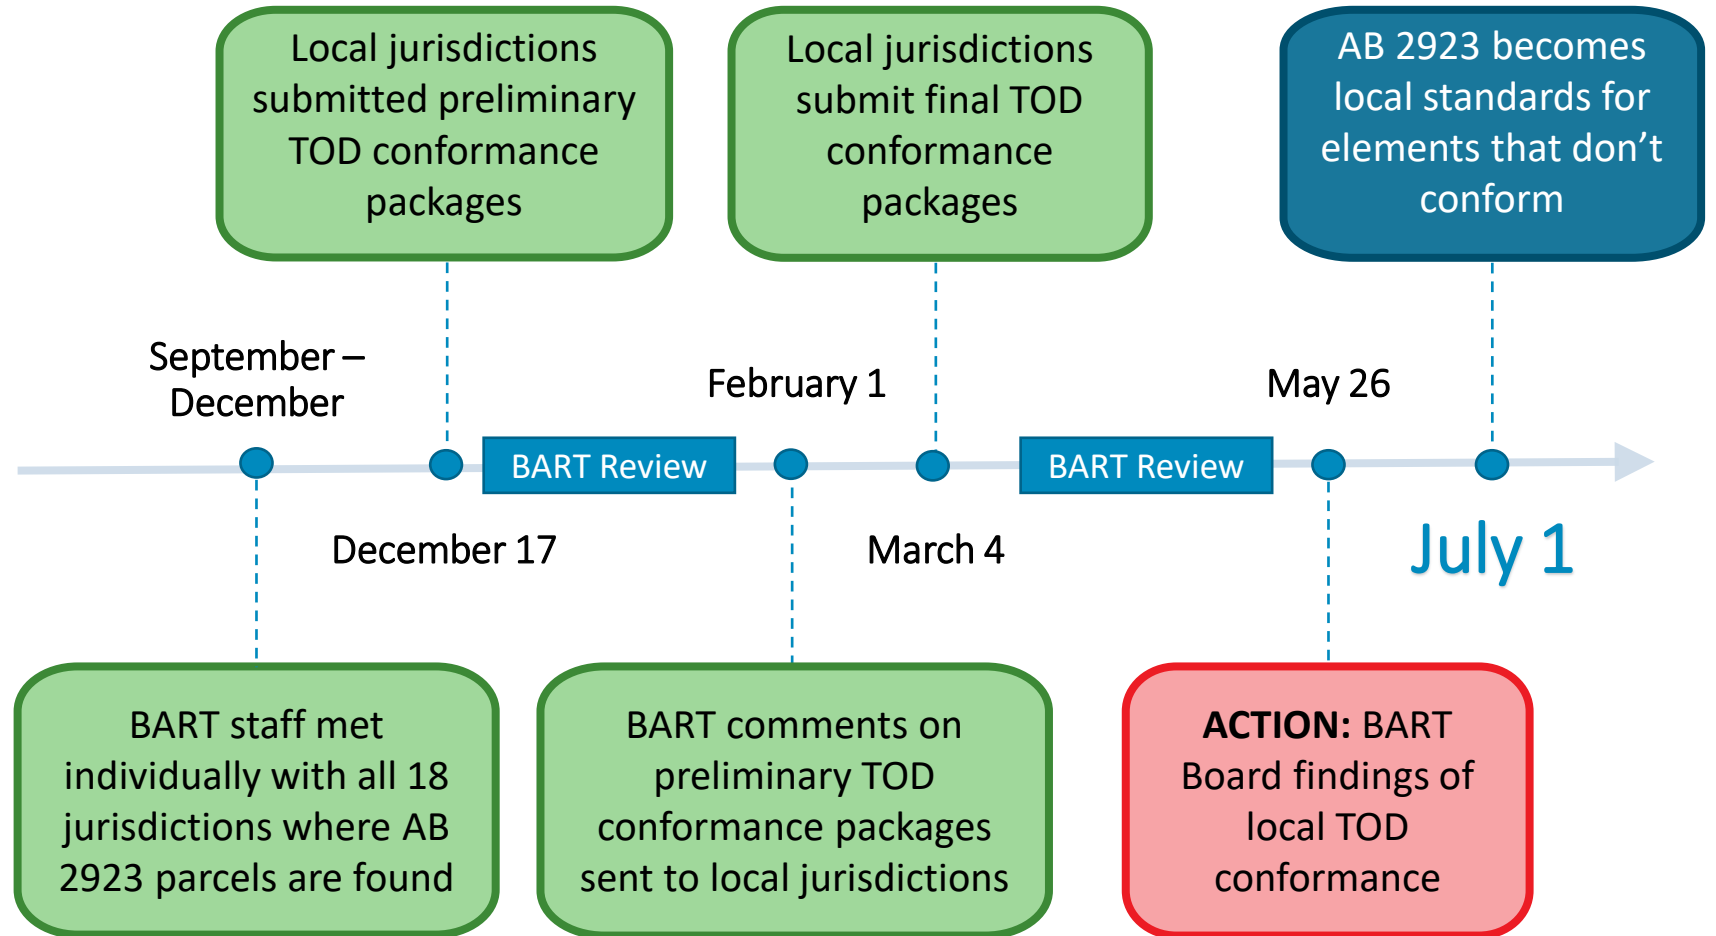 Local jurisdictions
submitted preliminary
TOD conformance
packages
Local jurisdictions
submit final TOD
conformance
packages
AB 2923 becomes
local standards for
elements that don’t
conform
September –
December
February 1
May 26
BART Review
BART Review
December 17
March 4
July 1
BART staff met
individually with all 18
jurisdictions where AB
2923 parcels are found
BART comments on
preliminary TOD
conformance packages
sent to local jurisdictions
ACTION: BART
Board findings of
local TOD
conformance